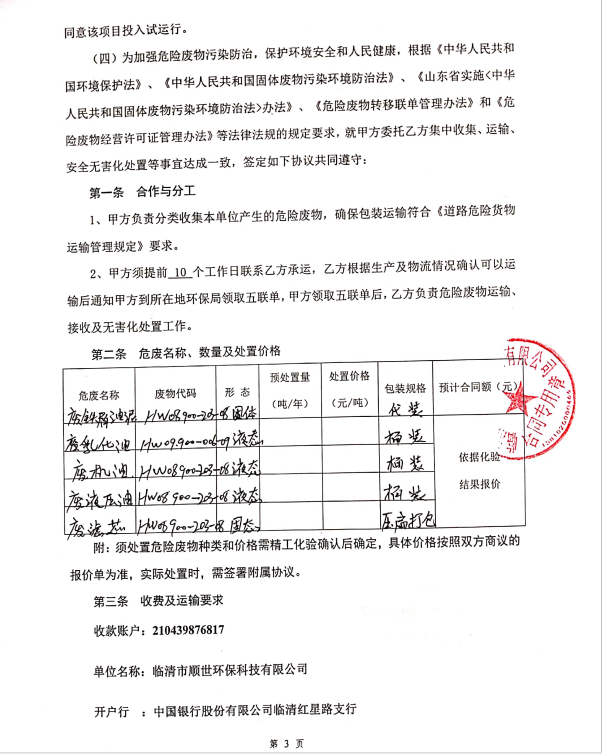 同意该项目投入试运行。
（四）为加强危险废物污染防治，保护环境安全和人民健康，根据《中华人民共和
国环境保护法》、《中华人民共和国固体废物污染环境防治法》、《山东省实施<中华
人民共和国固体废物污染环境防治法>办法》、《危险废物转移联单管理办法》和《危
险废物经营许可证管理办法》等法律法规的规定要求，就甲方委托乙方集中收集、运输、
安全无害化处置等事宜达成一致，签定如下协议共同遵守：
第一条 合作与分工
1、甲方负责分类收集本单位产生的危险废物，确保包装运输符合《道路危险货物
运输管理规定》要求。
2、甲方须提前 10 个工作日联系乙方承运，乙方根据生产及物流情况确认可以运
输后通知甲方到所在地环保局领取五联单，甲方领取五联单后，乙方负责危险废物运输、
接收及无害化处置工作。
第二条 危废名称、数量及处置价格
危废名称 废物代码 形 态 预处置量（吨/年） 处置价格（元/吨） 包装规格 预计合同额（元）
油泥 HW08 900-203-08 固体 袋装
废乳化油 HW09 900-006-09 液态 桶装
废机油 HW08 900-203-08 液态 桶装
废液压油 HW08 900-203-08 液态 桶装
废滤芯 HW08 900-203-08 固态 压扁打包
依据化验
结果报价
有限公司
合同专用章
附：须处置危险废物种类和价格需精工化验确认后确定，具体价格按照双方商议的
报价单为准，实际处置时，需签署附属协议。
第三条 收费及运输要求
收款账户：210439876817
单位名称：临清市顺世环保科技有限公司
开户行 ：中国银行股份有限公司临清红星路支行
第 3 页